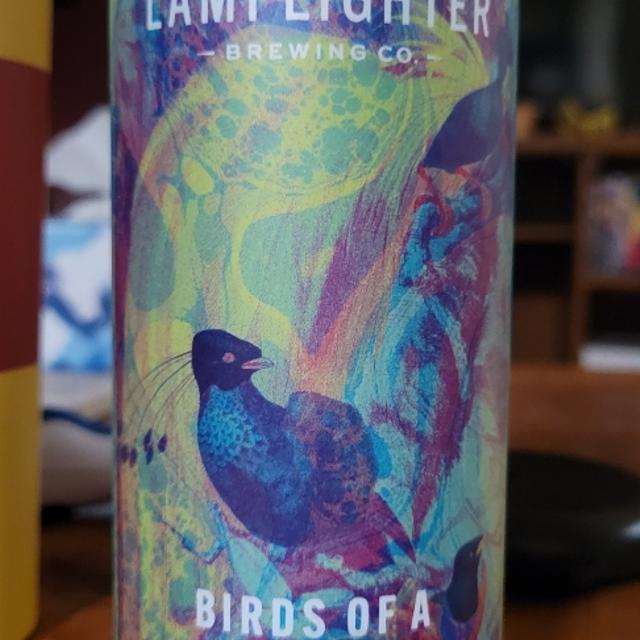 LAMPLIGHTER
— BREWING CO. —
BIRDS OF A